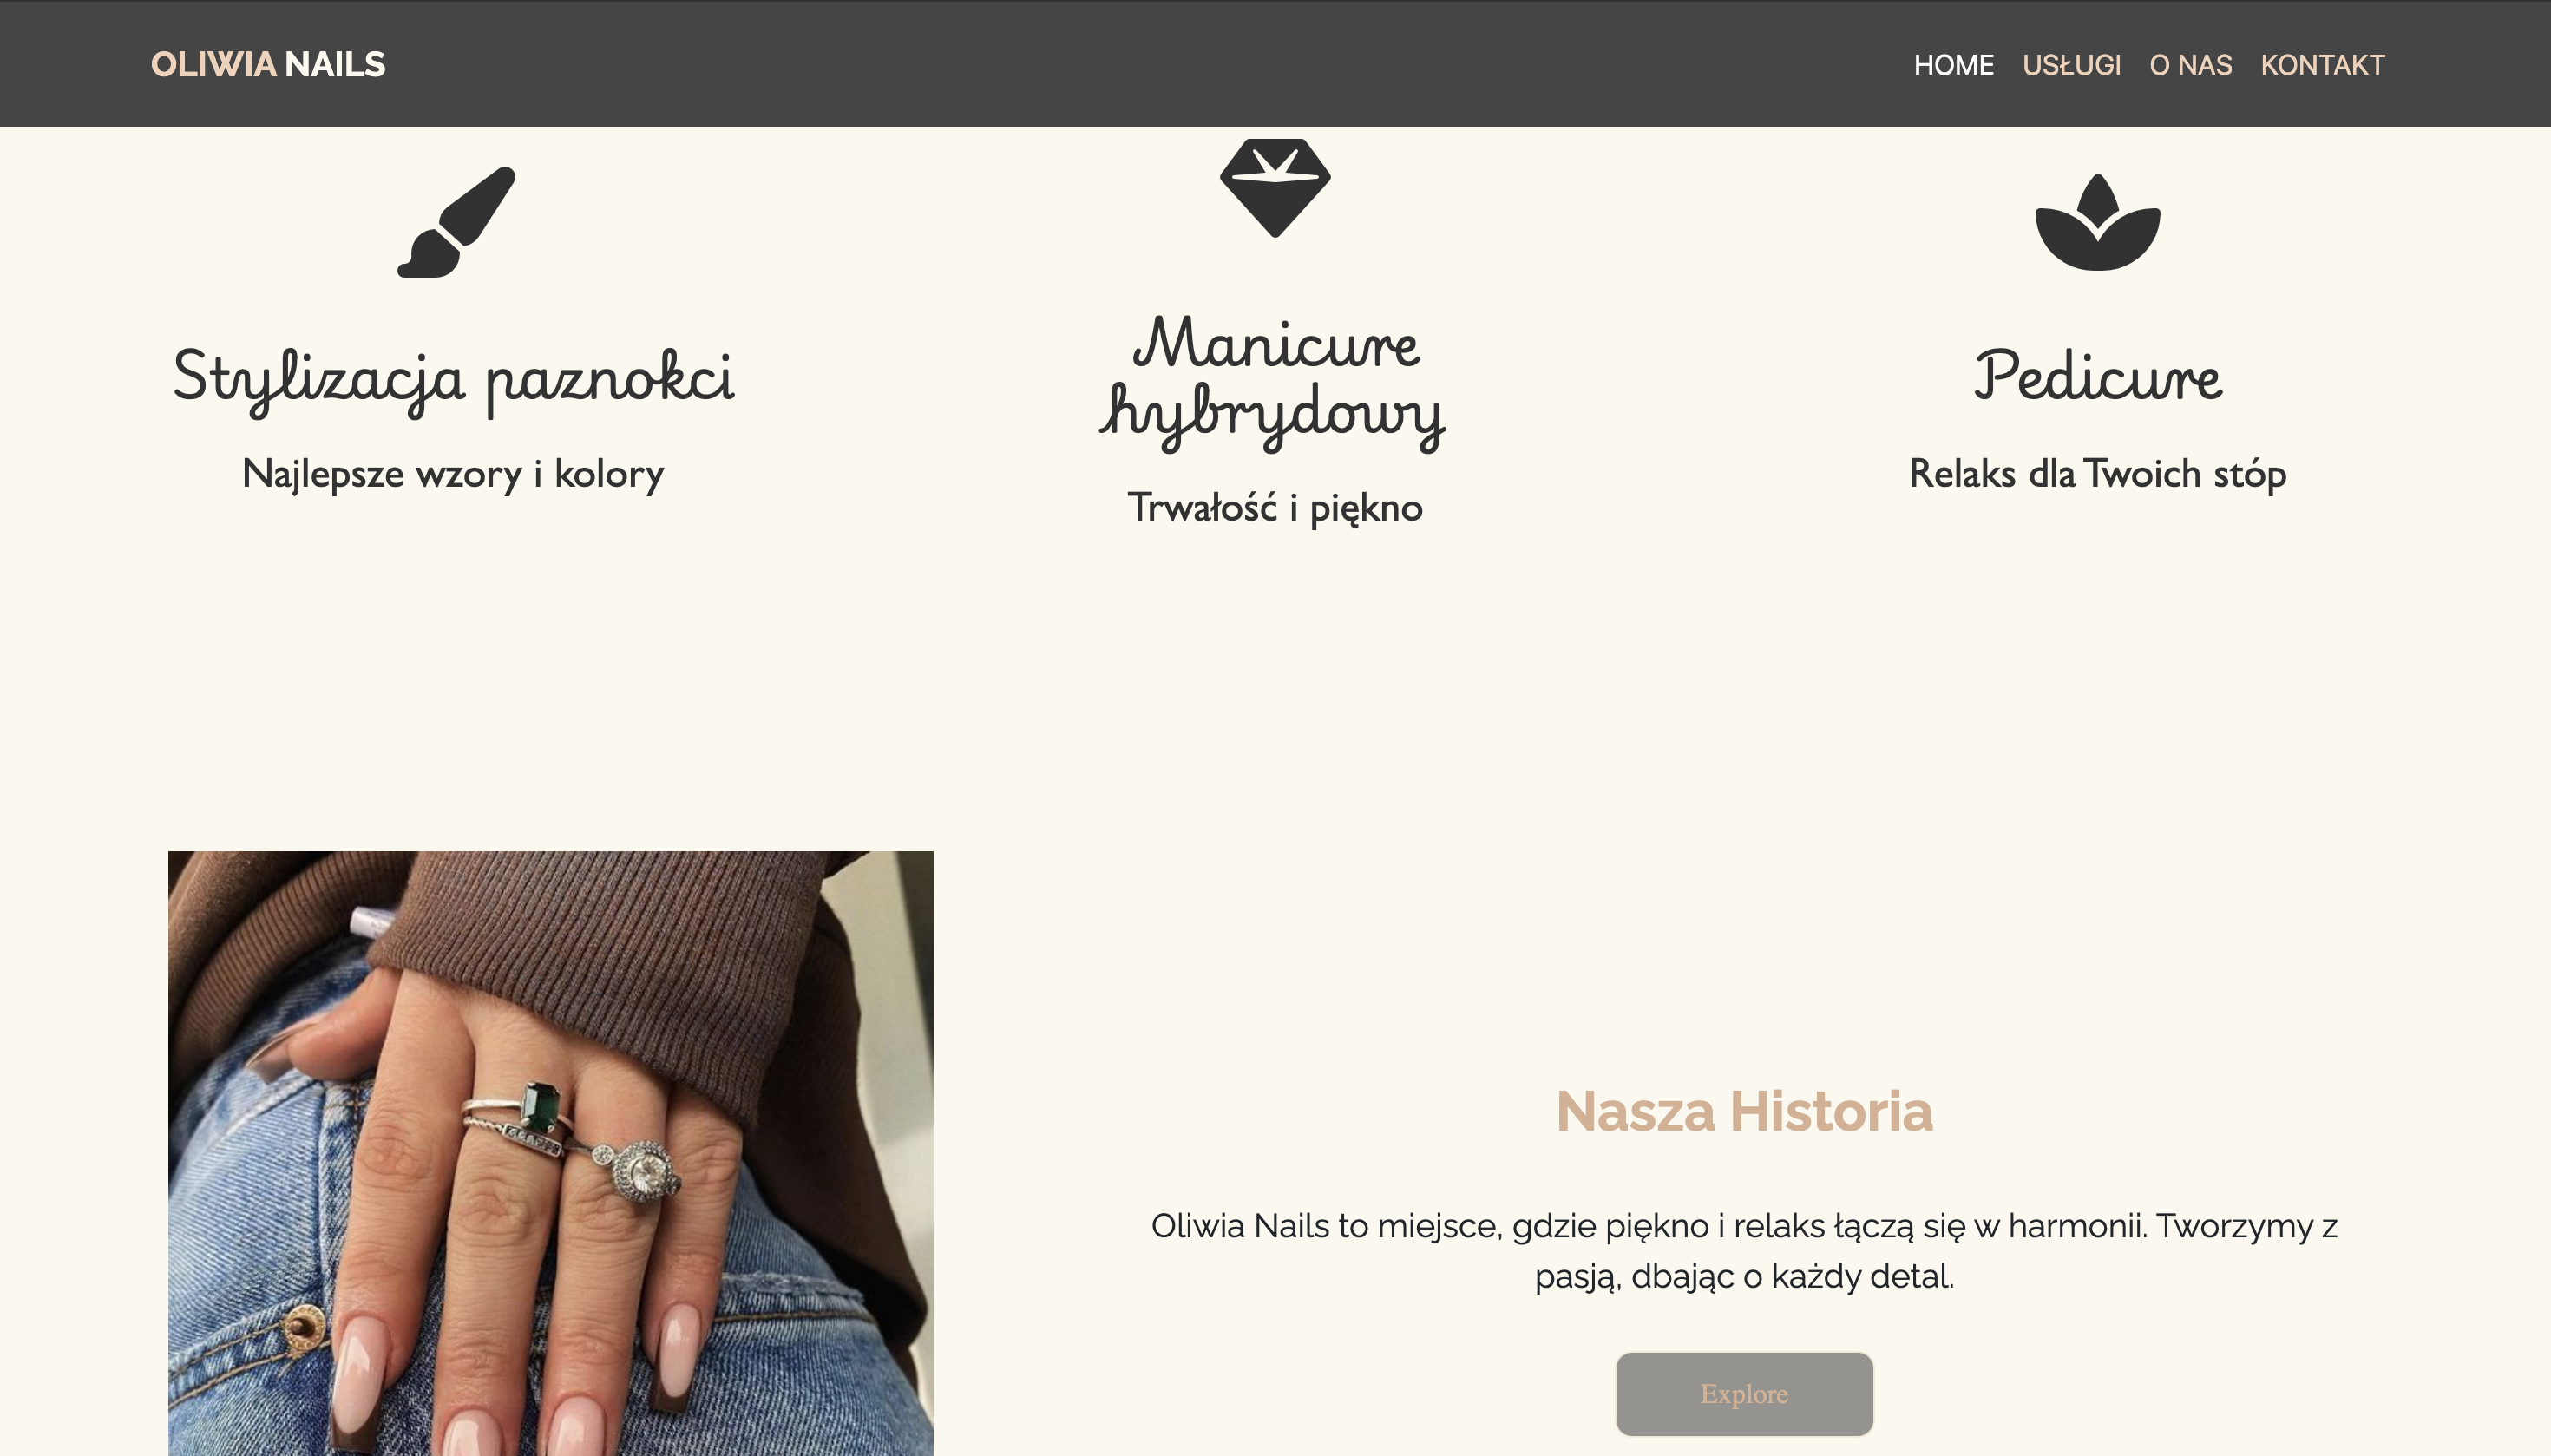 OLIWIA NAILS
HOME USŁUGI O NAS KONTAKT
Stylizacja paznokci
Najlepsze wzory i kolory
Manicure
hybrydowy
Trwałość i piękno
Pedicure
Relaks dla Twoich stóp
Nasza Historia
Oliwia Nails to miejsce, gdzie piękno i relaks łączą się w harmonii. Tworzymy z
pasją, dbając o każdy detal.
Explore